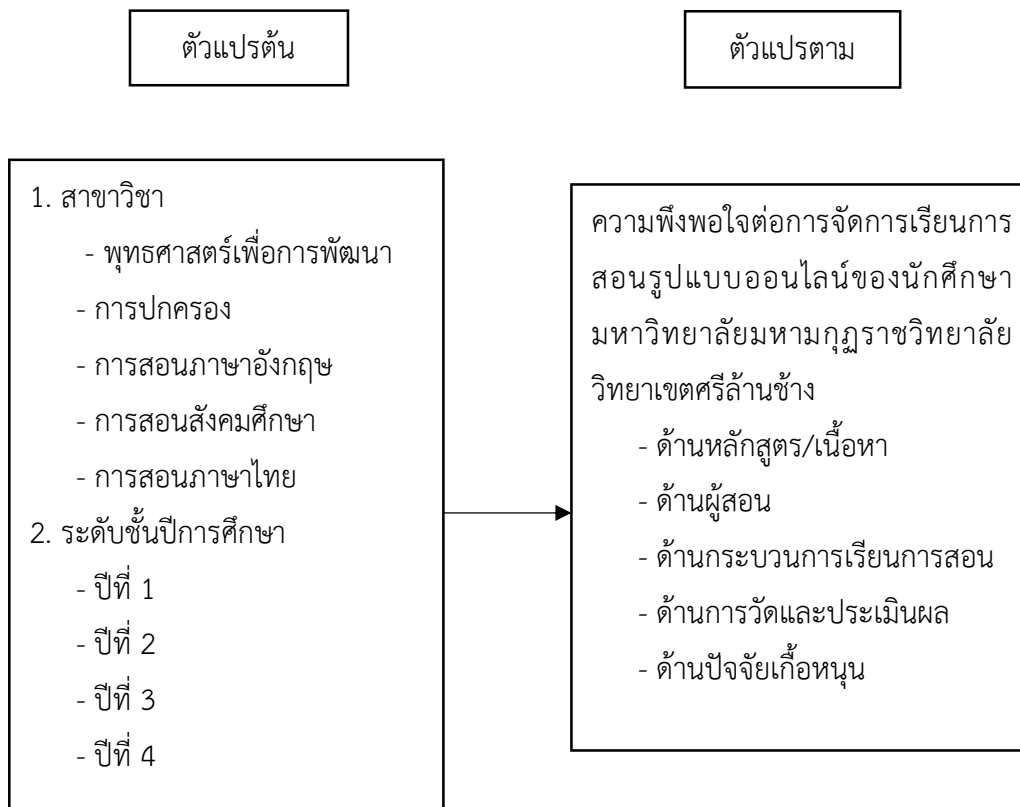 ตัวแปรต้น
ตัวแปรตาม
1. สาขาวิชา
- พุทธศาสตร์เพื่อการพัฒนา
- การปกครอง
- การสอนภาษาอังกฤษ
- การสอนสังคมศึกษา
- การสอนภาษาไทย
2. ระดับชั้นปีการศึกษา
- ปีที่ 1
- ปีที่ 2
- ปีที่ 3
- ปีที่ 4
ความพึงพอใจต่อการจัดการเรียนการ
สอนรูปแบบออนไลน์ของนักศึกษา
มหาวิทยาลัยมหามกุฏราชวิทยาลัย
วิทยาเขตศรีล้านช้าง
- ด้านหลักสูตร/เนื้อหา
- ด้านผู้สอน
- ด้านกระบวนการเรียนการสอน
- ด้านการวัดและประเมินผล
- ด้านปัจจัยเกื้อหนุน